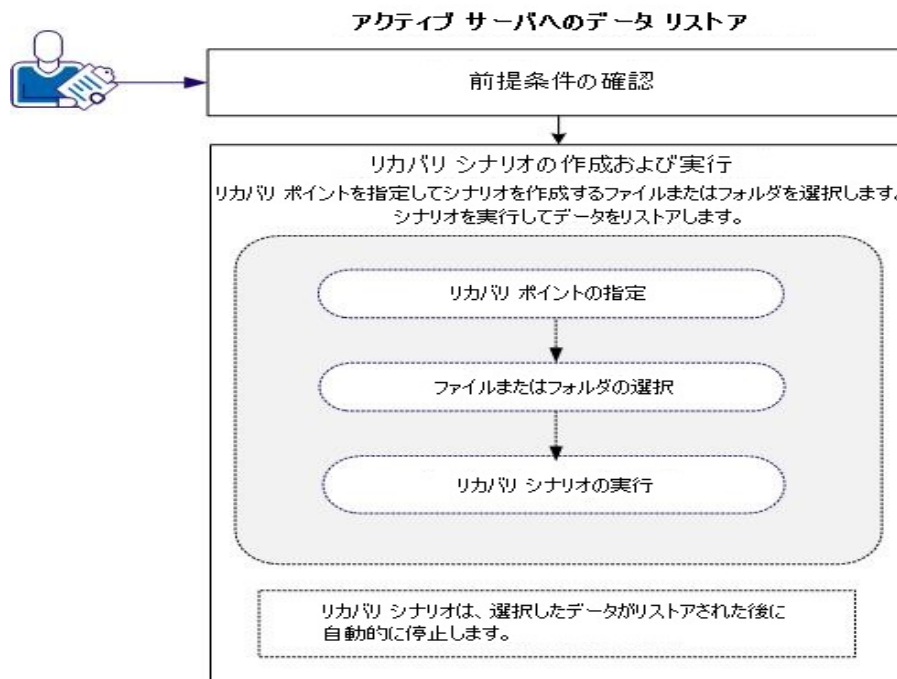 アクティブ サーバへのデータ リストア
前提条件の確認
リカバリ シナリオの作成および実行
リカバリ ポイントを指定してシナリオを作成するファイルまたはフォルダを選択します。
シナリオを実行してデータをリストアします。
リカバリ ポイントの指定
ファイルまたはフォルダの選択
リカバリ シナリオの実行
リカバリ シナリオは、選択したデータがリストアされた後に
自動的に停止します。